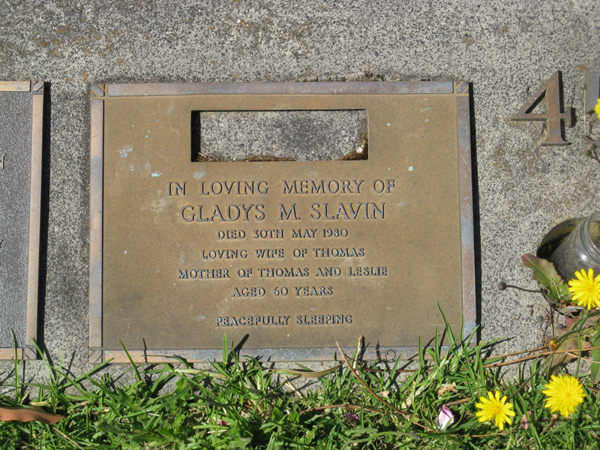 IN LOVING MEMORY OF
GLADYS M. SLAVIN
DIED 30TH MAY 1980
LOVING WIFE OF THOMAS
MOTHER OF THOMAS AND LESLIE
AGED 60 YEARS
PEACEFULLY SLEEPING
4